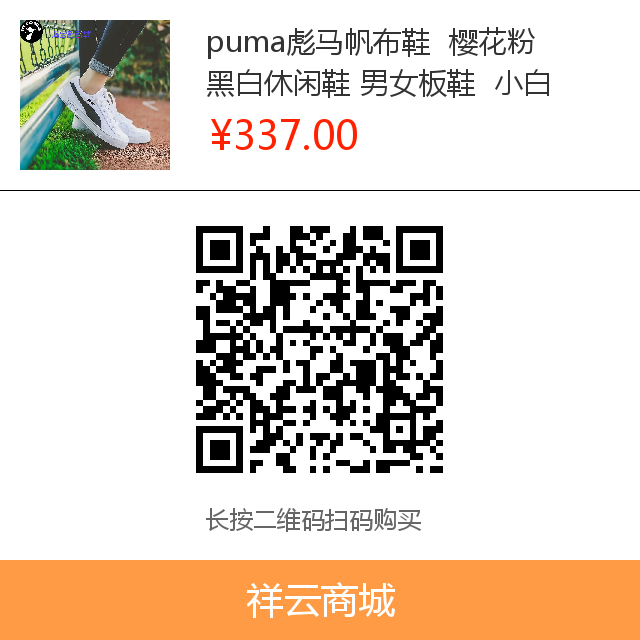 puma彪马帆布鞋 樱花粉
黑白休闲鞋 男女板鞋 小白
¥337.00
长按二维码扫码购买
祥云商城